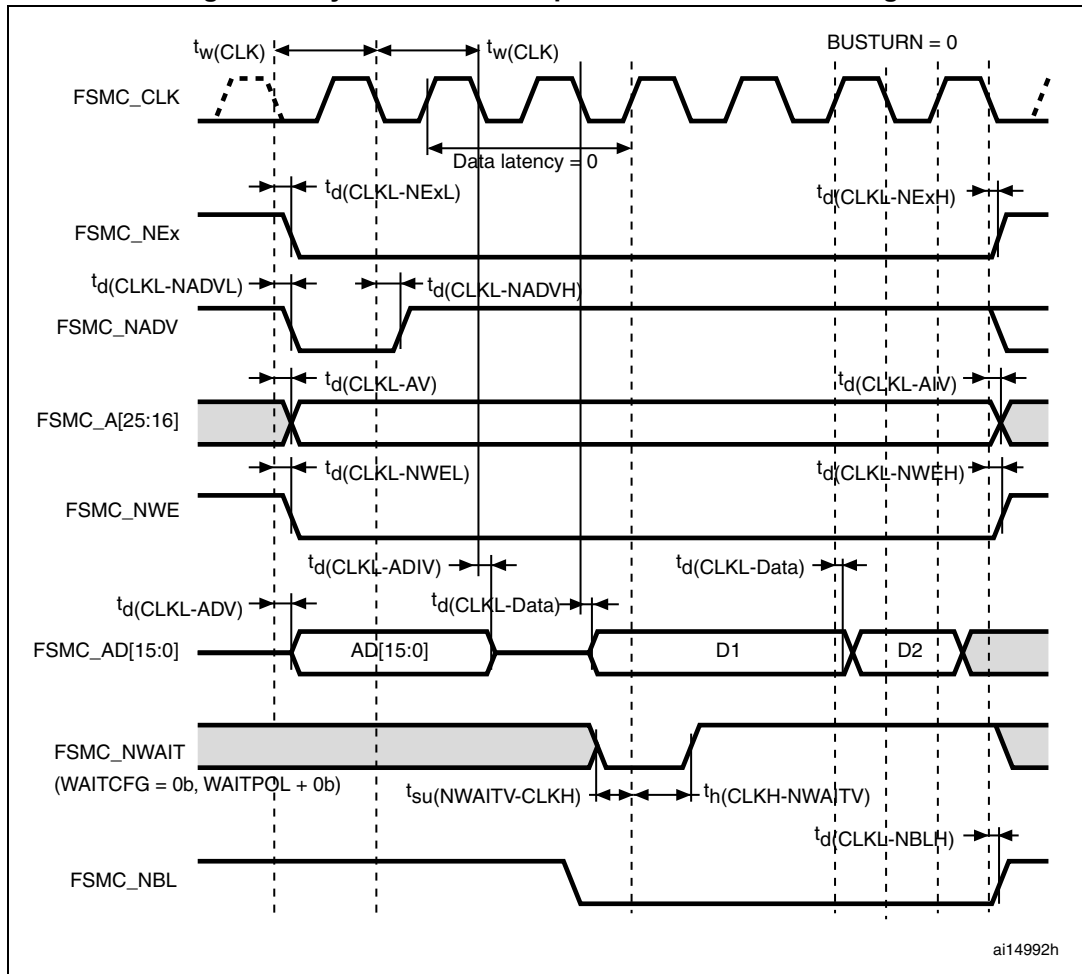 tw(CLK)
tw(CLK)
BUSTURN = 0
FSMC_CLK
Data latency = 0
td(CLKL-NExL)
td(CLKL-NExH)
FSMC_NEx
td(CLKL-NADVL)
td(CLKL-NADVH)
FSMC_NADV
td(CLKL-AV)
td(CLKL-AIV)
FSMC_A[25:16]
td(CLKL-NWEL)
td(CLKL-NWEH)
FSMC_NWE
td(CLKL-ADIV)
td(CLKL-Data)
td(CLKL-ADV)
td(CLKL-Data)
FSMC_AD[15:0]
AD[15:0]
D1
D2
FSMC_NWAIT
(WAITCFG = 0b, WAITPOL + 0b)
tsu(NWAITV-CLKH)
th(CLKH-NWAITV)
td(CLKL-NBLH)
FSMC_NBL
ai14992h